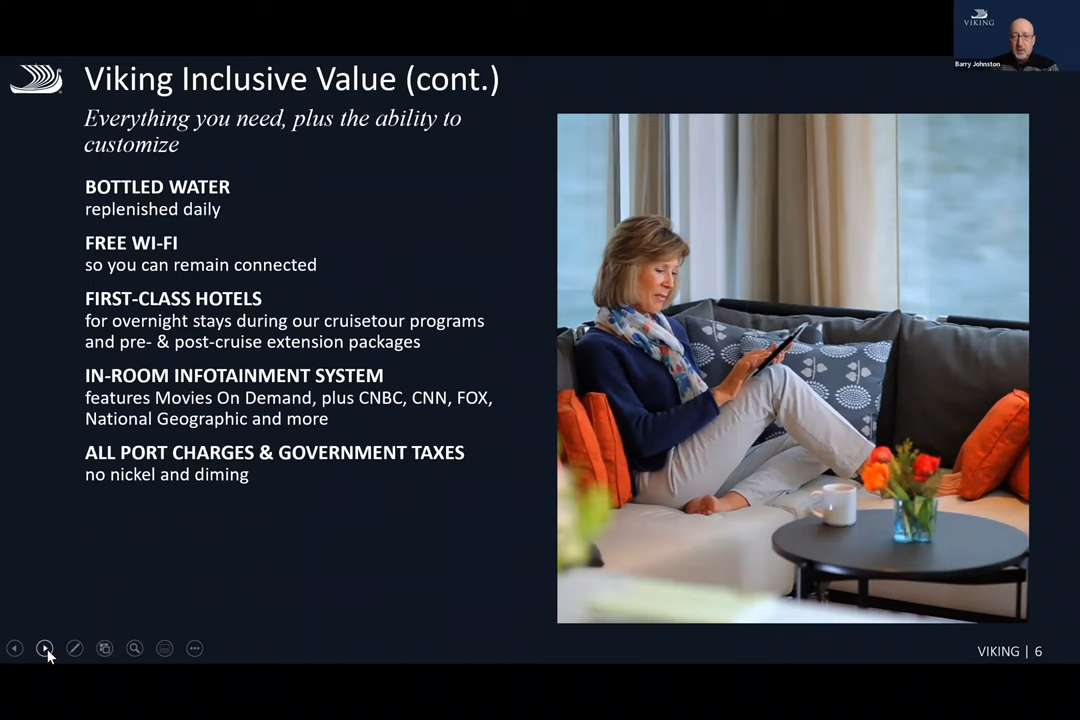 VIKING
Barry Johnston
Viking Inclusive Value (cont.)
Everything you need, plus the ability to
customize
BOTTLED WATER
replenished daily
FREE WI-FI
so you can remain connected
FIRST-CLASS HOTELS
for overnight stays during our cruisetour programs
and pre- & post-cruise extension packages
IN-ROOM INFOTAINMENT SYSTEM
features Movies On Demand, plus CNBC, CNN, FOX,
National Geographic and more
ALL PORT CHARGES & GOVERNMENT TAXES
no nickel and diming
VIKING | 6